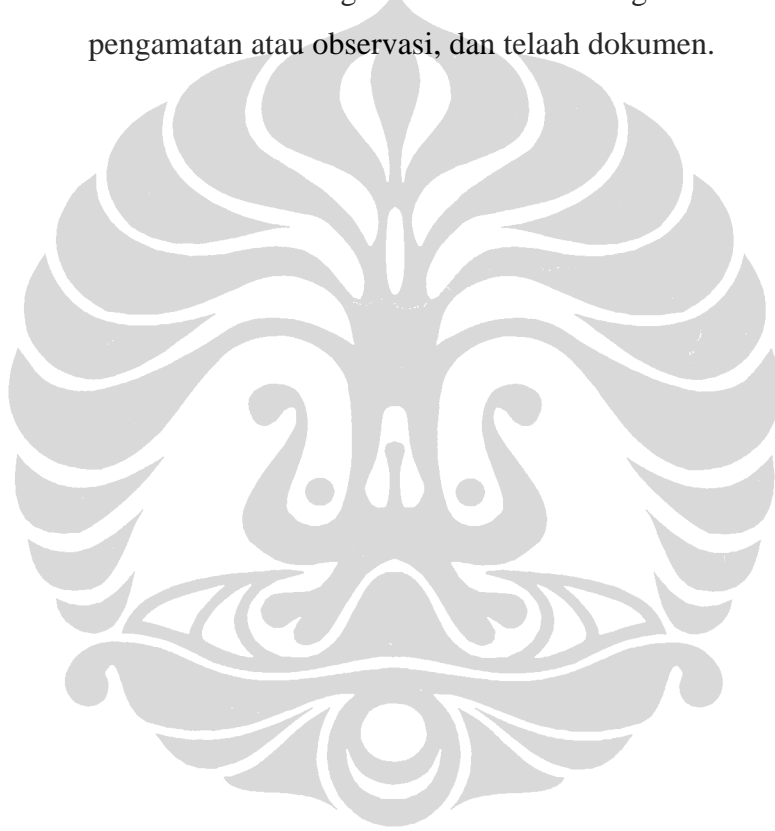 pengamatan atau observasi, dan telaah dokumen.